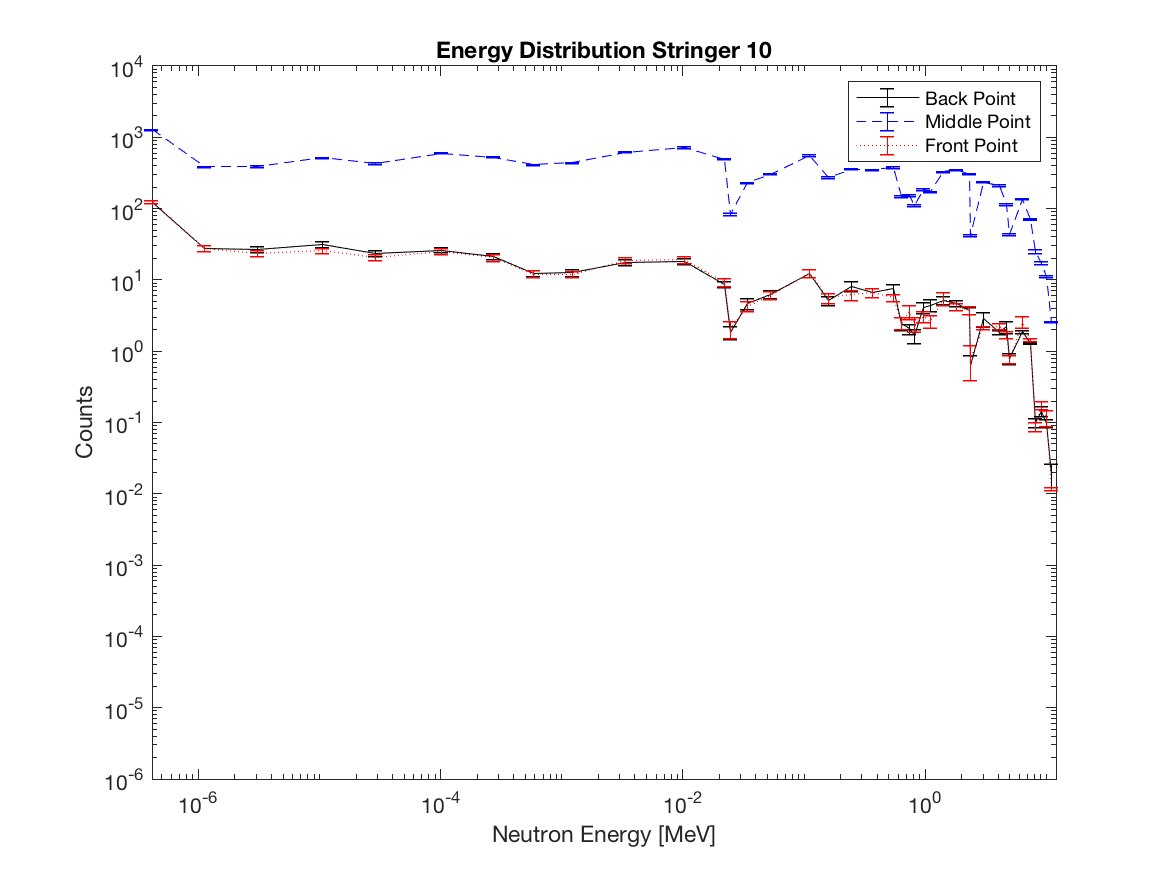 Energy Distribution Stringer 10
10^4
10^3
10^2
10^1
10^0
10^-1
10^-2
10^-3
10^-4
10^-5
10^-6
Counts
Back Point
Middle Point
Front Point
10^-6 10^-4 10^-2 10^0
Neutron Energy [MeV]